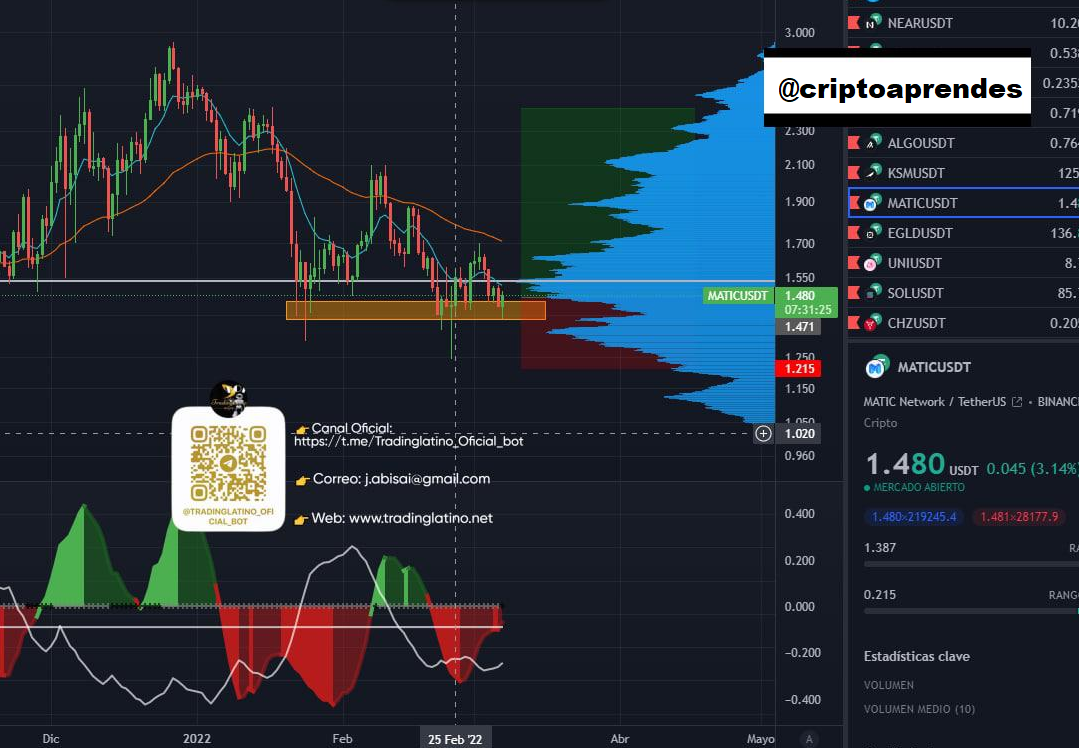 3.000
2.300
2.100
1.900
1.700
1.550
MATICUSDT
1.480
07:31:25
1.471
1.250
1.215
1.150
1.050
1.020
0.960
0.400
0.200
0.000
−0.200
−0.400
👉 Canal Oficial:
https://t.me/Tradinglatino_Oficial_bot
👉 Correo: j.abisai@gmail.com
👉 Web: www.tradinglatino.net
@TRADINGLATINO_OFI
CIAL_BOT
Dic
2022
Feb
25 Feb '22
Abr
Mayo
A
@criptoaprendes
NEARUSDT 10.2
0.53
0.235
0.71
ALGOUSDT 0.76
KSMUSDT 125
MATICUSDT 1.4
EGLDUSDT 136.
UNIUSDT 8.
SOLUSDT 85.
CHZUSDT 0.20
MATICUSDT
MATIC Network / TetherUS • BINANC
Cripto
1.480 USDT 0.045 (3.14%
MERCADO ABIERTO
1.480×219245.4 1.481×28177.9
1.387 RA
0.215 RANG
Estadísticas clave
VOLUMEN
VOLUMEN MEDIO (10)